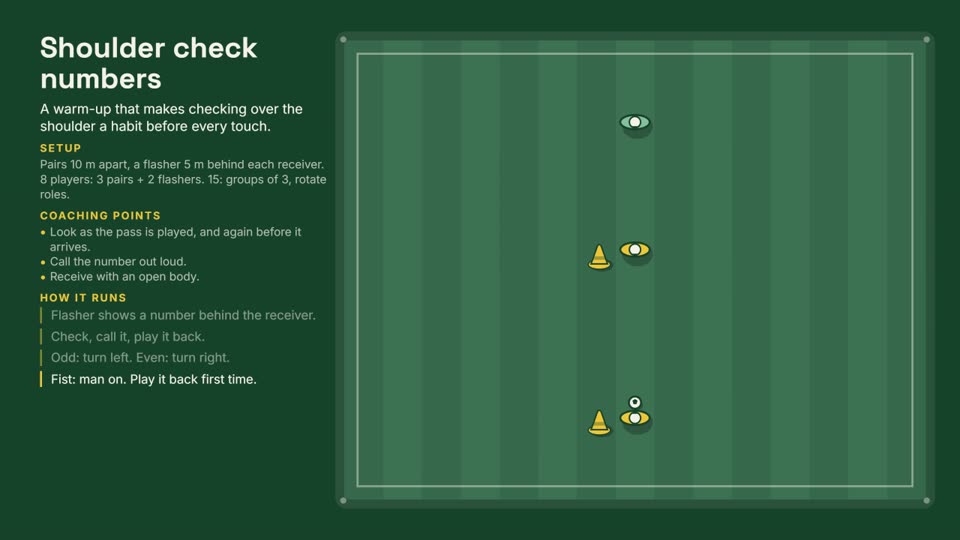 Shoulder check
numbers
A warm-up that makes checking over the
shoulder a habit before every touch.
SETUP
Pairs 10 m apart, a flasher 5 m behind each receiver.
8 players: 3 pairs + 2 flashers. 15: groups of 3, rotate
roles.
COACHING POINTS
• Look as the pass is played, and again before it
arrives.
• Call the number out loud.
• Receive with an open body.
HOW IT RUNS
Flasher shows a number behind the receiver.
Check, call it, play it back.
Odd: turn left. Even: turn right.
Fist: man on. Play it back first time.